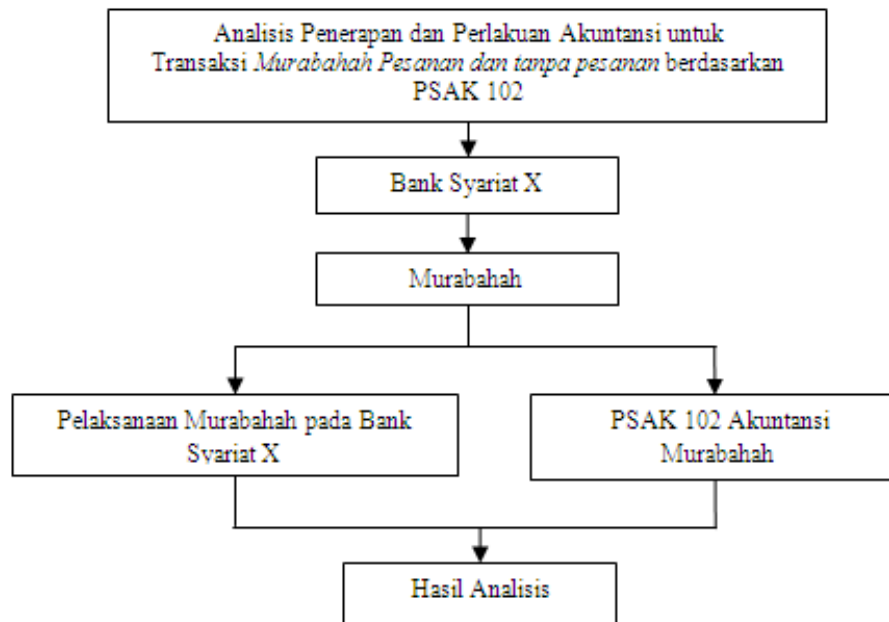 Analisis Penerapan dan Perlakuan Akuntansi untuk
Transaksi Murabahah Pesanan dan tanpa pesanan berdasarkan
PSAK 102
Bank Syariat X
Murabahah
Pelaksanaan Murabahah pada Bank
Syariat X
PSAK 102 Akuntansi
Murabahah
Hasil Analisis